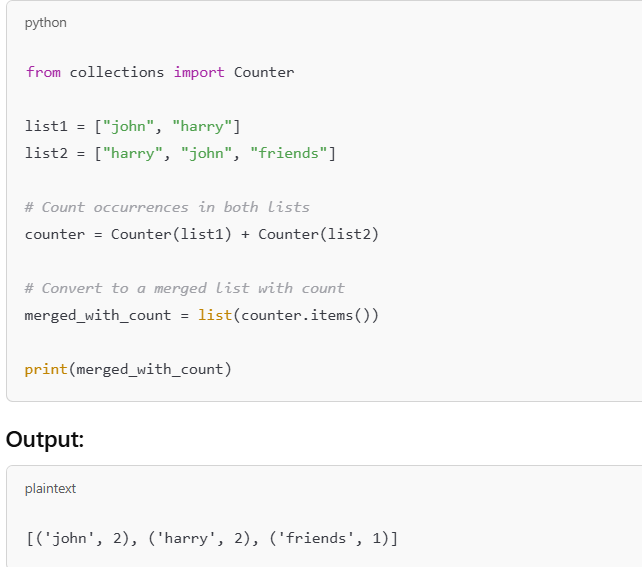 python
from collections import Counter
list1 = ["john", "harry"]
list2 = ["harry", "john", "friends"]
# Count occurrences in both lists
counter = Counter(list1) + Counter(list2)
# Convert to a merged list with count
merged_with_count = list(counter.items())
print(merged_with_count)
Output:
plaintext
[('john', 2), ('harry', 2), ('friends', 1)]